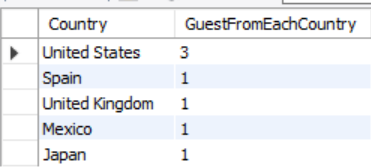 Country GuestFromEachCountry
United States 3
Spain 1
United Kingdom 1
Mexico 1
Japan 1